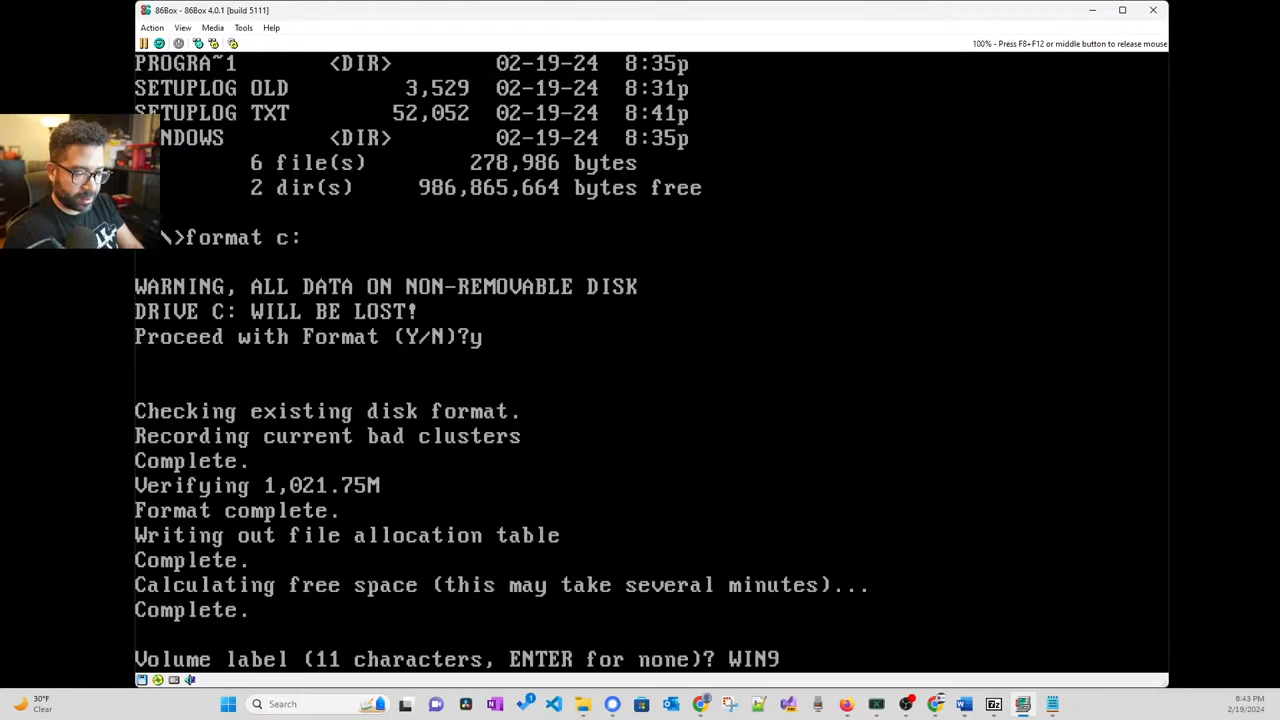 86Box - 86Box 4.0.1 [build 5111]
Action View Media Tools Help
100% - Press F8+F12 or middle button to release mouse
PROGRA~1 <DIR> 02-19-24 8:35p
SETUPLOG OLD 3,529 02-19-24 8:31p
SETUPLOG TXT 52,052 02-19-24 8:41p
NDOWS <DIR> 02-19-24 8:35p
6 file(s) 278,986 bytes
2 dir(s) 986,865,664 bytes free
\>format c:
WARNING, ALL DATA ON NON-REMOVABLE DISK
DRIVE C: WILL BE LOST!
Proceed with Format (Y/N)?y
Checking existing disk format.
Recording current bad clusters
Complete.
Verifying 1,021.75M
Format complete.
Writing out file allocation table
Complete.
Calculating free space (this may take several minutes)...
Complete.
Volume label (11 characters, ENTER for none)? WIN9
30°F
Clear
Search
8:43 PM
2/19/2024